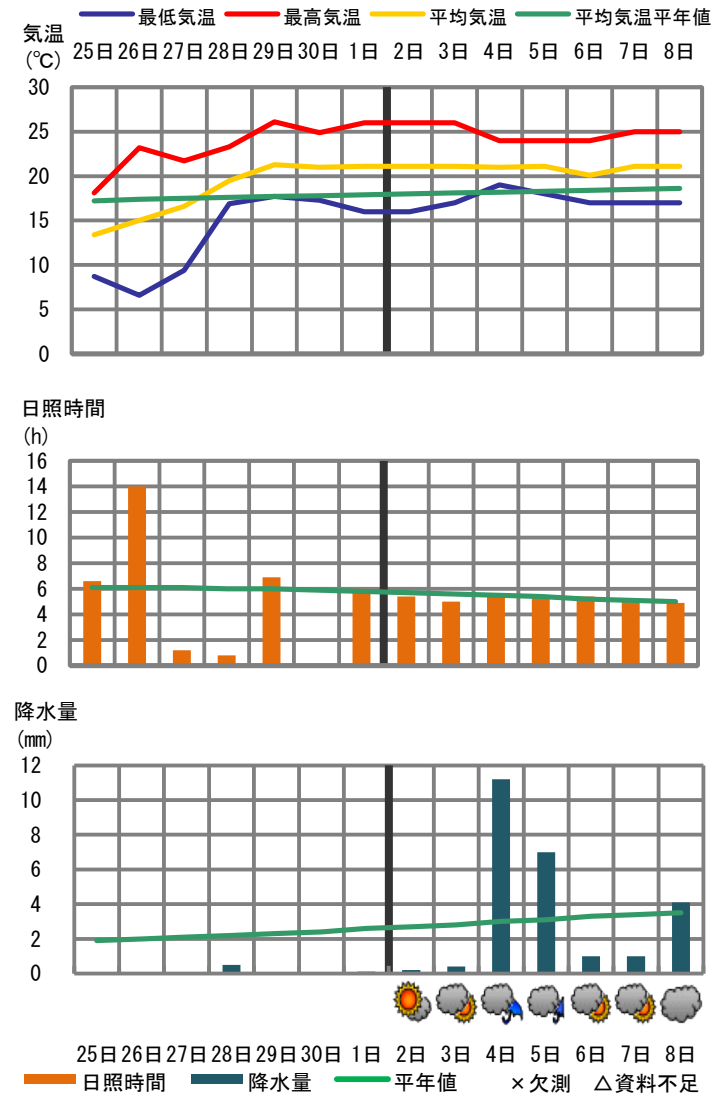 最低気温 最高気温 平均気温 平均気温平年値
気温
(℃)
25日 26日 27日 28日 29日 30日 1日 2日 3日 4日 5日 6日 7日 8日
30
25
20
15
10
5
0
日照時間
(h)
16
14
12
10
8
6
4
2
0
降水量
(mm)
12
10
8
6
4
2
0
25日 26日 27日 28日 29日 30日 1日 2日 3日 4日 5日 6日 7日 8日
日照時間 降水量 平年値 ×欠測 △資料不足